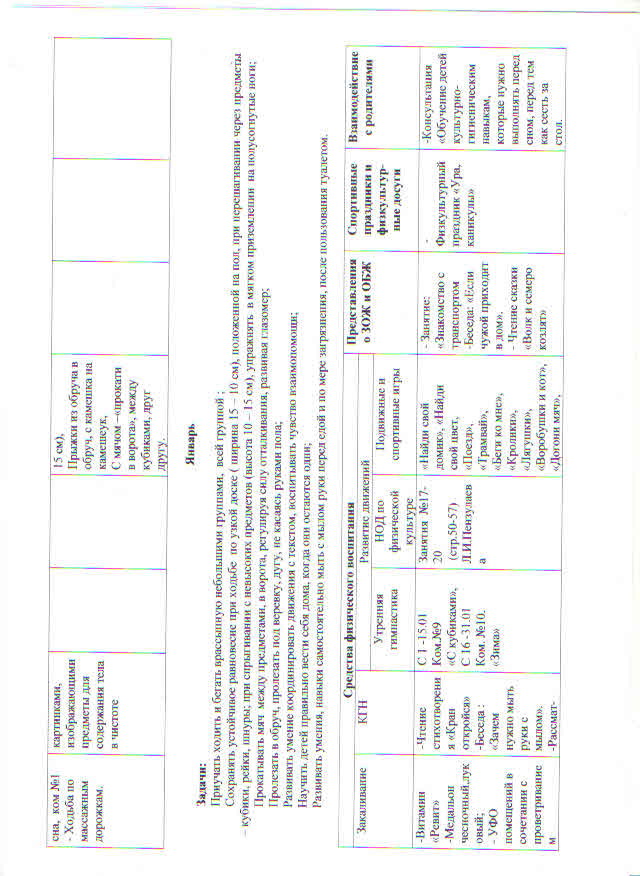 сна, ком №1
- Ходьба по
массажным
дорожкам.
картинками,
изображающими
предметы для
содержания тела
в чистоте
15 см),
Прыжки из обруча в
обруч, с камешка на
камешеук,
С мячом –«прокати
в ворота», между
кубиками, друг
другу.
Январь
Задачи:
Приучать ходить и бегать врассыпную небольшими группами, всей группой ;
Сохранять устойчивое равновесие при ходьбе по узкой доске ( ширина 15 – 10 см), положенной на пол, при перешагивании через предметы
– кубики, рейки, шнуры; при спрыгивании с невысоких предметов (высота 10 – 15 см), упражнять в мягком приземлении на полусогнутые ноги;
Прокатывать мяч между предметами, в ворота, регулируя силу отталкивания, развивая глазомер;
Пролезать в обруч, пролезать под веревку, дугу, не касаясь руками пола;
Развивать умение координировать движения с текстом, воспитывать чувство взаимопомощи;
Научить детей правильно вести себя дома, когда они остаются одни;
Развивать умения, навыки самостоятельно мыть с мылом руки перед едой и по мере загрязнения, после пользования туалетом.
Средства физического воспитания
Закаливание
КГН
Развитие движений
Утренняя
гимнастика
НОД по
физической
культуре
Подвижные и
спортивные игры
Представления
о ЗОЖ и ОБЖ
Спортивные
праздники и
физкультур-
ные досуги
Взаимодействие
с родителями
-Витамин
«Ревит»
-Медальон
чесночный,лук
овый;
- УФО
помещений в
сочетании с
проветривание
м
-Чтение
стихотворени
я «Кран
откройся»
-Беседа :
«Зачем
нужно мыть
руки с
мылом».
-Рассмат-
С 1 -15.01
Ком.№9
«С кубиками»,
С 16 -31.01
Ком. №10.
«Зима»
Занятия №17-
20
(стр.50-57)
Л.И.Пензулаев
а
«Найди свой
домик», «Найди
свой цвет,
«Поезд»,
«Трамвай»,
«Беги ко мне»,
«Кролики»,
«Лягушки»,
«Воробушки и кот»,
«Догони мяч»,
- Занятие:
«Знакомство с
транспортом
-Беседа: «Если
чужой приходит
в дом».
- Чтение сказки
«Волк и семеро
козлят»
-
Физкультурный
праздник «Ура,
каникулы»
-Консультация
«Обучение детей
культурно-
гигиеническим
навыкам,
которые нужно
выполнять перед
сном, перед тем
как сесть за
стол.